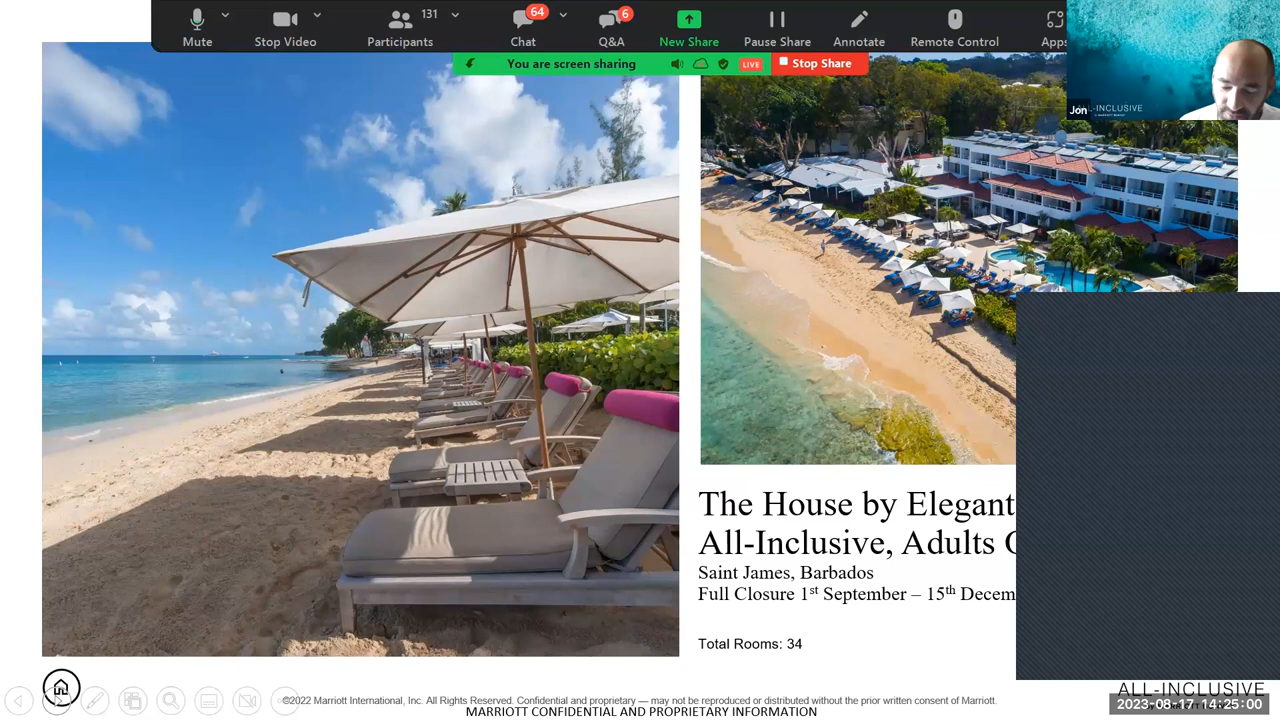 131
64
6
Mute
Stop Video
Participants
Chat
Q&A
New Share
Pause Share
Annotate
Remote Control
Apps
You are screen sharing
LIVE
Stop Share
Jon
LL-INCLUSIVE
The House by Elegant
All-Inclusive, Adults
Saint James, Barbados
Full Closure 1st September – 15th Decem
Total Rooms: 34
©2022 Marriott International, Inc. All Rights Reserved. Confidential and proprietary — may not be reproduced or distributed without the prior written consent of Marriott.
MARRIOTT CONFIDENTIAL AND PROPRIETARY INFORMATION
ALL-INCLUSIVE
2023-08-17 14:25:00